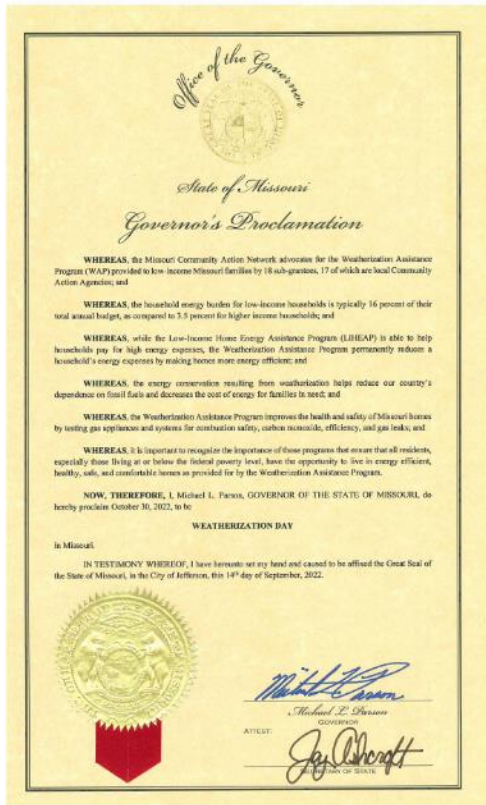 Office of the Governor
State of Missouri
Governor's Proclamation
WHEREAS, the Missouri Community Action Network advocates for the Weatherization Assistance
Program (WAP) provided to low-income Missouri families by 18 sub-grantees, 17 of which are local Community
Action Agencies; and
WHEREAS, the household energy burden for low-income households is typically 16 percent of their
total annual budget, as compared to 3.5 percent for higher income households; and
WHEREAS, while the Low-Income Home Energy Assistance Program (LIHEAP) is able to help
households pay for high energy expenses, the Weatherization Assistance Program permanently reduces a
household's energy expenses by making homes more energy efficient; and
WHEREAS, the energy conservation resulting from weatherization helps reduce our country's
dependence on fossil fuels and decreases the cost of energy for families in need; and
WHEREAS, the Weatherization Assistance Program improves the health and safety of Missouri homes
by testing gas appliances and systems for combustion safety, carbon monoxide, efficiency, and gas leaks; and
WHEREAS, it is important to recognize the importance of those programs that ensure that all residents,
especially those living at or below the federal poverty level, have the opportunity to live in energy efficient,
healthy, safe, and comfortable homes as provided for by the Weatherization Assistance Program.
NOW, THEREFORE, I, Michael L. Parson, GOVERNOR OF THE STATE OF MISSOURI, do
hereby proclaim October 30, 2022, to be
WEATHERIZATION DAY
in Missouri.
IN TESTIMONY WHEREOF, I have hereunto set my hand and caused to be affixed the Great Seal of
the State of Missouri, in the City of Jefferson, this 14th day of September, 2022.
Michael L Parson
Michael L. Parson
GOVERNOR
ATTEST:
Jay Ashcroft
SECRETARY OF STATE